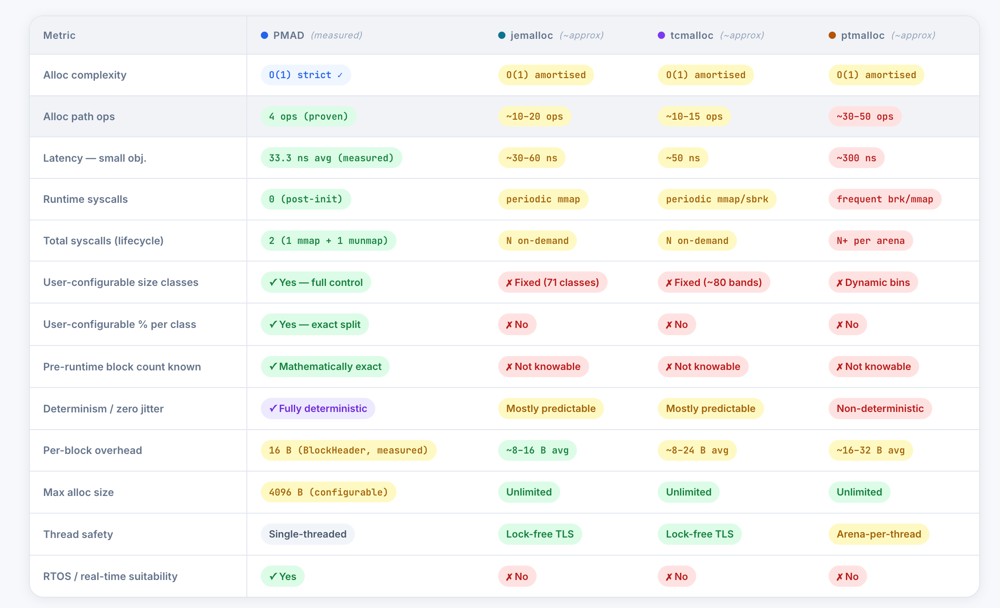 Metric PMAD (measured) jemalloc (~approx) tcmalloc (~approx) ptmalloc (~approx)
Alloc complexity O(1) strict ✓ O(1) amortised O(1) amortised O(1) amortised
Alloc path ops 4 ops (proven) ~10–20 ops ~10–15 ops ~30–50 ops
Latency — small obj. 33.3 ns avg (measured) ~30–60 ns ~50 ns ~300 ns
Runtime syscalls 0 (post-init) periodic mmap periodic mmap/sbrk frequent brk/mmap
Total syscalls (lifecycle) 2 (1 mmap + 1 munmap) N on-demand N on-demand N+ per arena
User-configurable size classes ✓ Yes — full control ✗ Fixed (71 classes) ✗ Fixed (~80 bands) ✗ Dynamic bins
User-configurable % per class ✓ Yes — exact split ✗ No ✗ No ✗ No
Pre-runtime block count known ✓ Mathematically exact ✗ Not knowable ✗ Not knowable ✗ Not knowable
Determinism / zero jitter ✓ Fully deterministic Mostly predictable Mostly predictable Non-deterministic
Per-block overhead 16 B (BlockHeader, measured) ~8–16 B avg ~8–24 B avg ~16–32 B avg
Max alloc size 4096 B (configurable) Unlimited Unlimited Unlimited
Thread safety Single-threaded Lock-free TLS Lock-free TLS Arena-per-thread
RTOS / real-time suitability ✓ Yes ✗ No ✗ No ✗ No